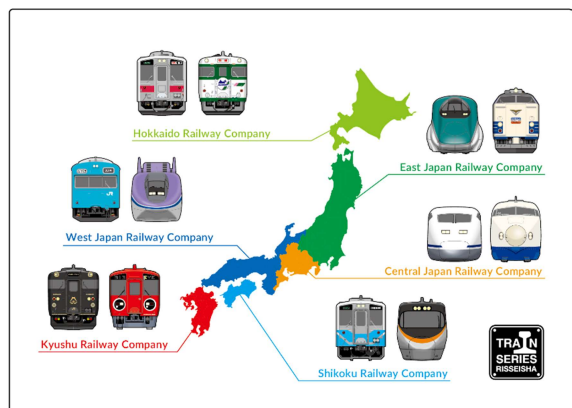 Hokkaido Railway Company
East Japan Railway Company
West Japan Railway Company
Central Japan Railway Company
Kyushu Railway Company
Shikoku Railway Company
TRAIN
SERIES
RISSEISHA